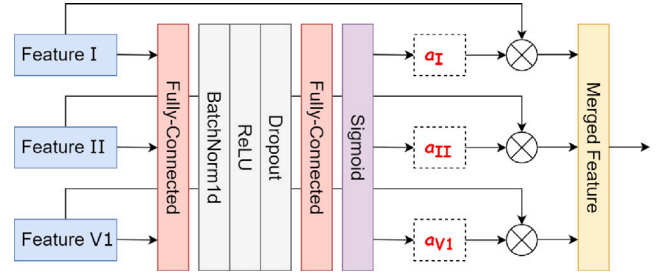 Feature I
Feature II
Feature V1
Fully-Connected
BatchNorm1d
ReLU
Dropout
Fully-Connected
Sigmoid
aI
aII
aV1
Merged Feature